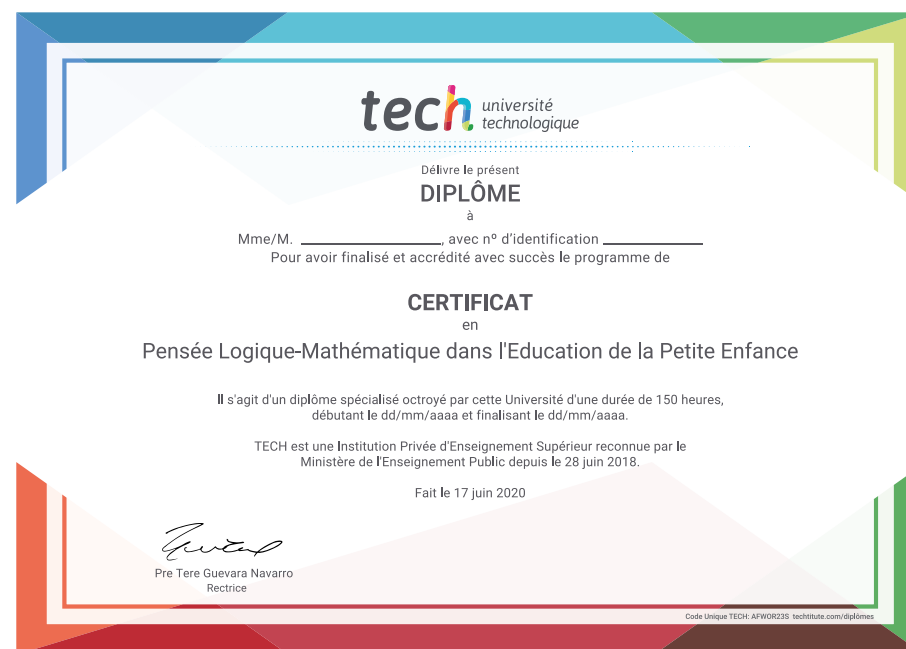 tech université
technologique
Délivre le présent
DIPLÔME
à
Mme/M. ____________________, avec nº d'identification ______________
Pour avoir finalisé et accrédité avec succès le programme de
CERTIFICAT
en
Pensée Logique-Mathématique dans l'Education de la Petite Enfance
Il s'agit d'un diplôme spécialisé octroyé par cette Université d'une durée de 150 heures,
débutant le dd/mm/aaaa et finalisant le dd/mm/aaaa.
TECH est une Institution Privée d'Enseignement Supérieur reconnue par le
Ministère de l'Enseignement Public depuis le 28 juin 2018.
Fait le 17 juin 2020
Pre Tere Guevara Navarro
Rectrice
Code Unique TECH: AFWOR23S techtitute.com/diplômes